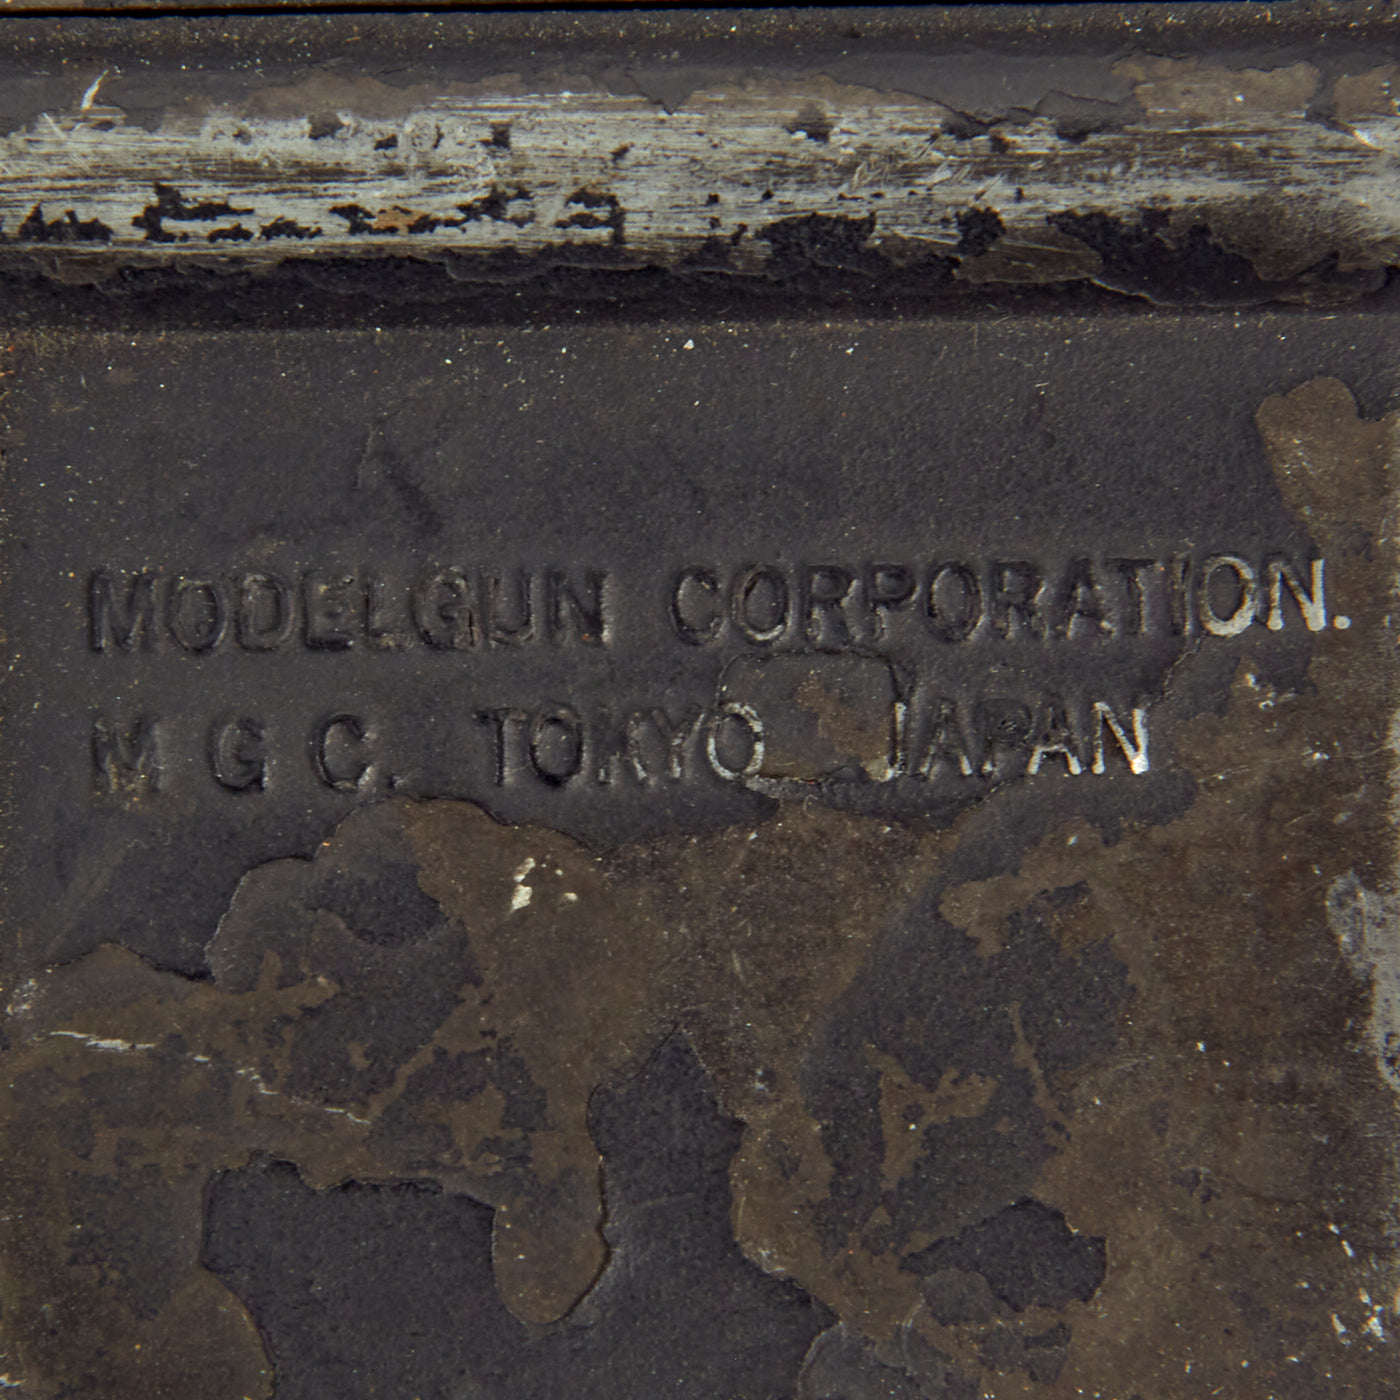 MODELGUN CORPORATION.
M G C. TOKYO JAPAN